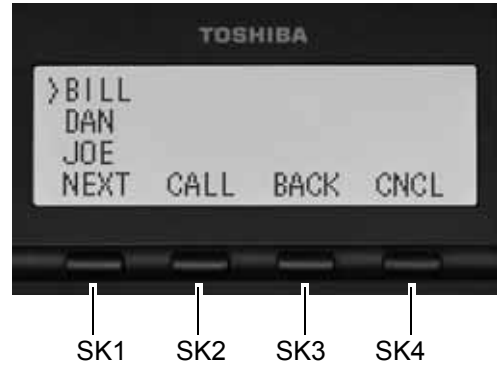 TOSHIBA
>BILL
DAN
JOE
NEXT CALL BACK CNCL
SK1 SK2 SK3 SK4